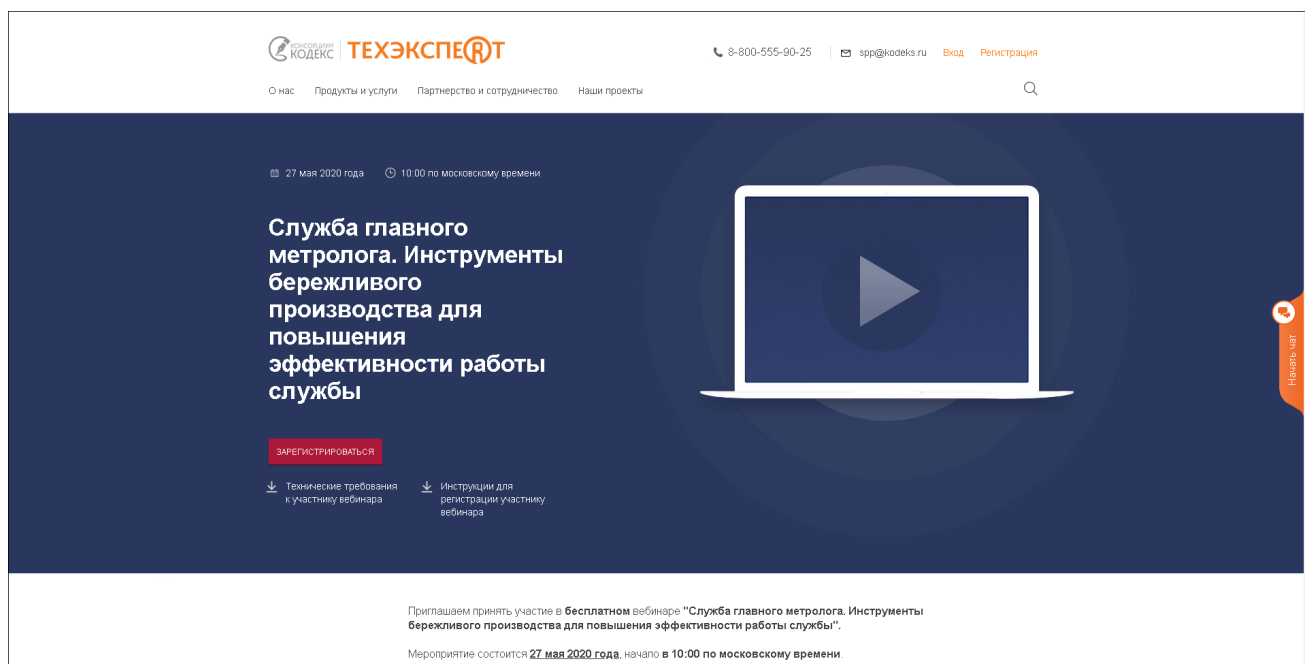 КОНСОРЦИУМ
КОДЕКС
ТЕХЭКСПЕRТ
8-800-555-90-25
spp@kodeks.ru
Вход
Регистрация
О нас
Продукты и услуги
Партнерство и сотрудничество
Наши проекты
27 мая 2020 года
10:00 по московскому времени
Служба главного
метролога. Инструменты
бережливого
производства для
повышения
эффективности работы
службы
ЗАРЕГИСТРИРОВАТЬСЯ
Технические требования
к участнику вебинара
Инструкции для
регистрации участнику
вебинара
Начать чат
Приглашаем принять участие в бесплатном вебинаре "Служба главного метролога. Инструменты
бережливого производства для повышения эффективности работы службы".
Мероприятие состоится 27 мая 2020 года, начало в 10:00 по московскому времени.